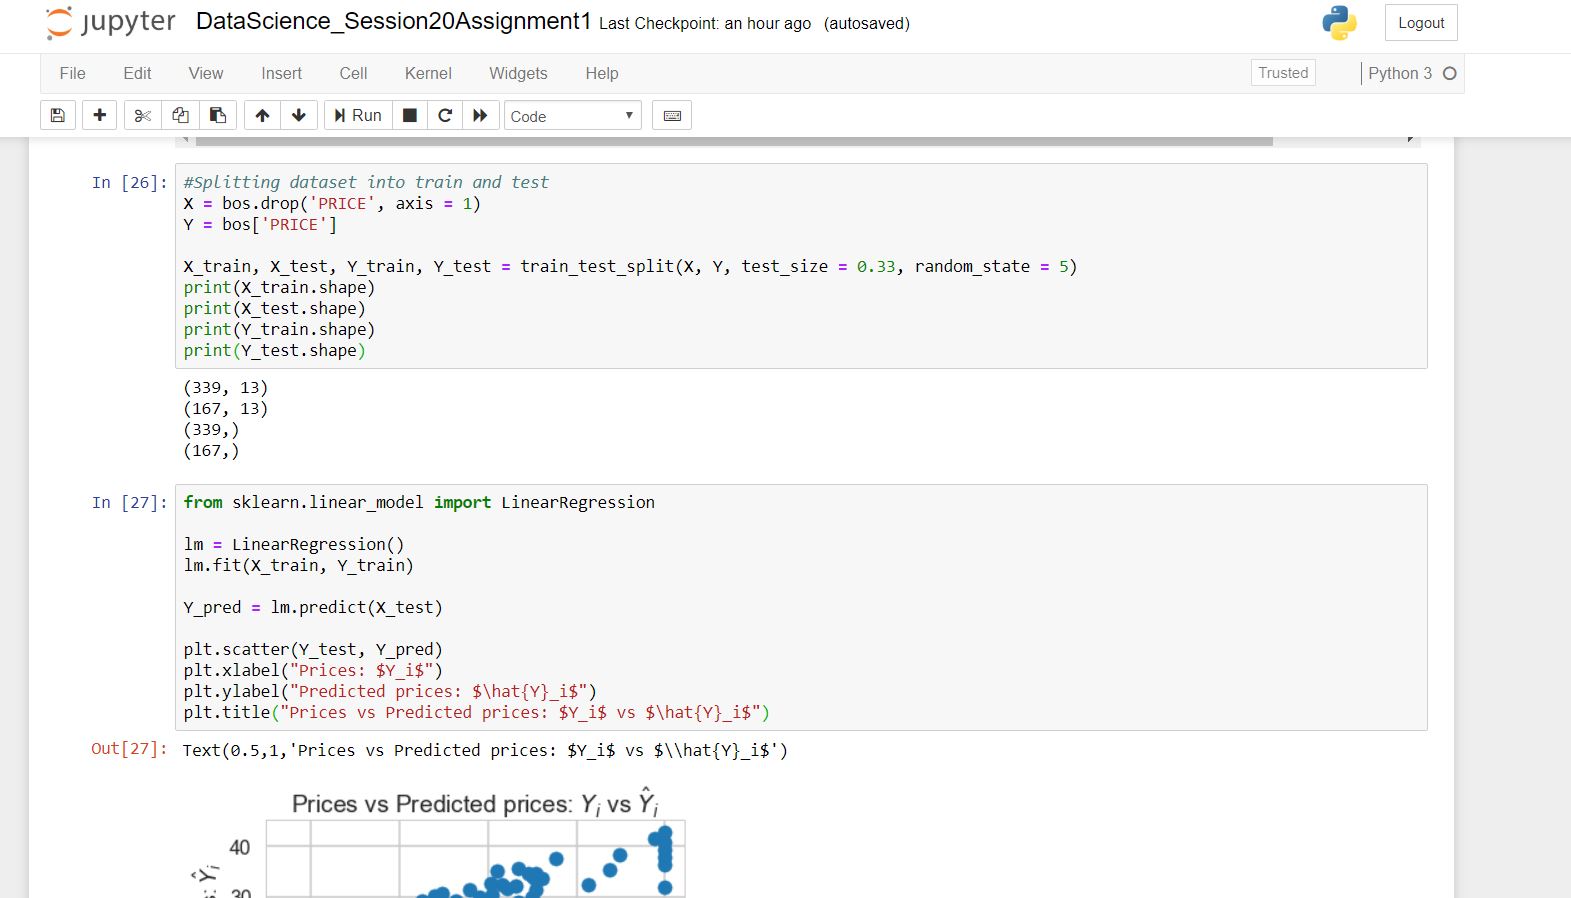 jupyter DataScience_Session20Assignment1 Last Checkpoint: an hour ago (autosaved) Logout
File Edit View Insert Cell Kernel Widgets Help Trusted Python 3
Run Code
In [26]: #Splitting dataset into train and test
X = bos.drop('PRICE', axis = 1)
Y = bos['PRICE']
X_train, X_test, Y_train, Y_test = train_test_split(X, Y, test_size = 0.33, random_state = 5)
print(X_train.shape)
print(X_test.shape)
print(Y_train.shape)
print(Y_test.shape)
(339, 13)
(167, 13)
(339,)
(167,)
In [27]: from sklearn.linear_model import LinearRegression
lm = LinearRegression()
lm.fit(X_train, Y_train)
Y_pred = lm.predict(X_test)
plt.scatter(Y_test, Y_pred)
plt.xlabel("Prices: $Y_i$")
plt.ylabel("Predicted prices: $\hat{Y}_i$")
plt.title("Prices vs Predicted prices: $Y_i$ vs $\hat{Y}_i$")
Out[27]: Text(0.5,1,'Prices vs Predicted prices: $Y_i$ vs $\\hat{Y}_i$')
Prices vs Predicted prices: Yi vs Ŷi
40
Ŷi
30